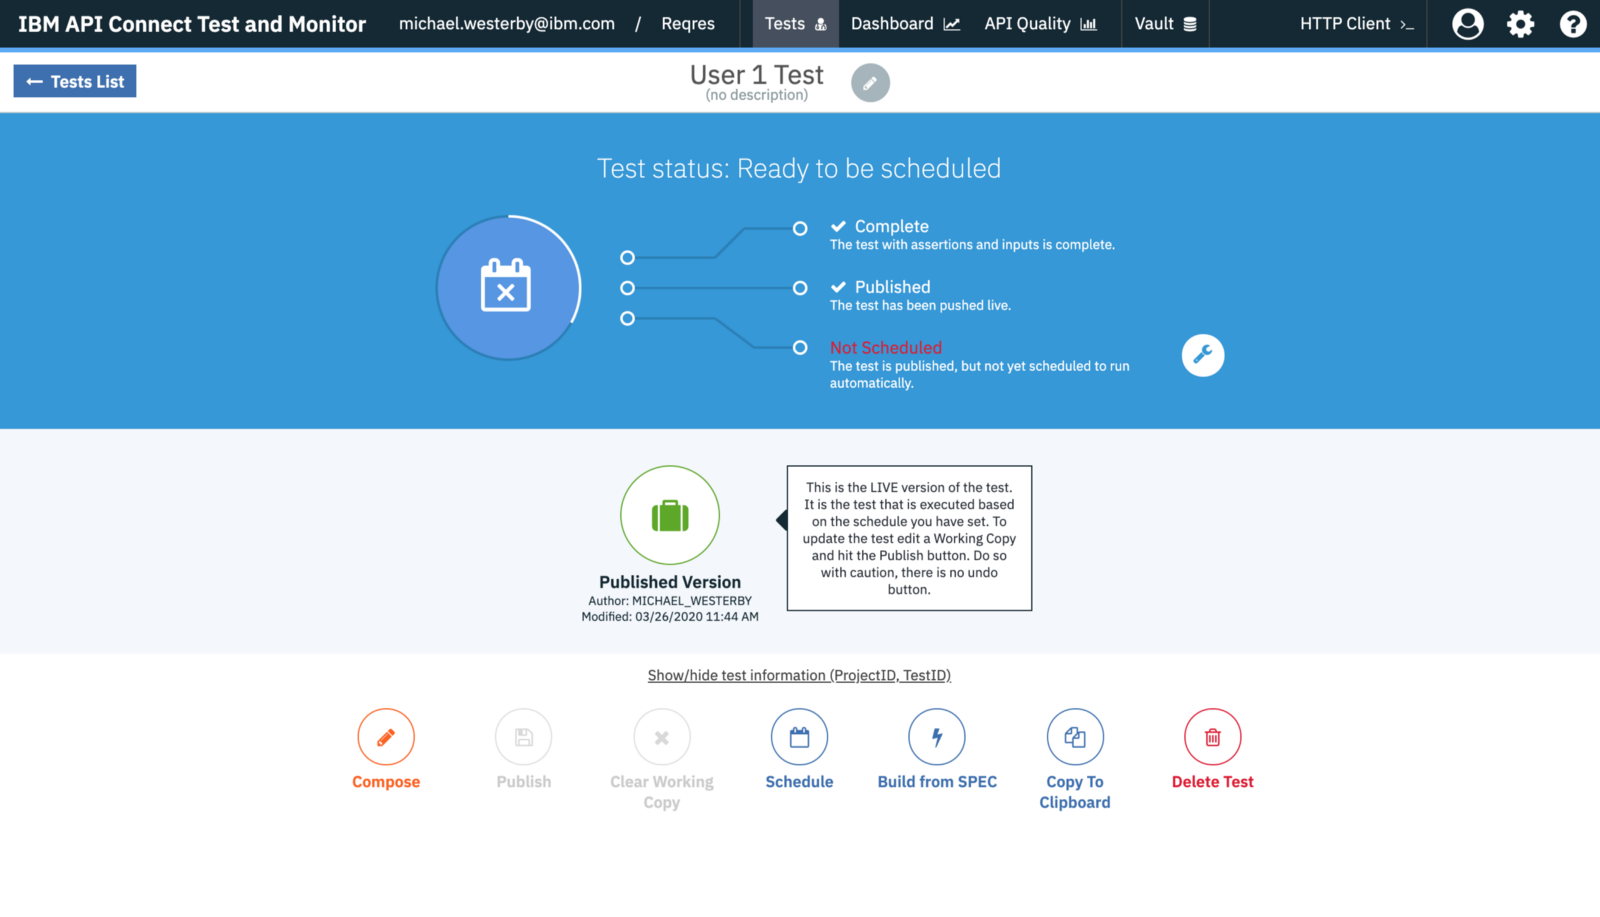 IBM API Connect Test and Monitor
michael.westerby@ibm.com / Reqres
Tests
Dashboard
API Quality
Vault
HTTP Client >_
?
← Tests List
User 1 Test
(no description)
Test status: Ready to be scheduled
Complete
The test with assertions and inputs is complete.
Published
The test has been pushed live.
Not Scheduled
The test is published, but not yet scheduled to run
automatically.
Published Version
Author: MICHAEL_WESTERBY
Modified: 03/26/2020 11:44 AM
This is the LIVE version of the test.
It is the test that is executed based
on the schedule you have set. To
update the test edit a Working Copy
and hit the Publish button. Do so
with caution, there is no undo
button.
Show/hide test information (ProjectID, TestID)
Compose
Publish
Clear Working
Copy
Schedule
Build from SPEC
Copy To
Clipboard
Delete Test